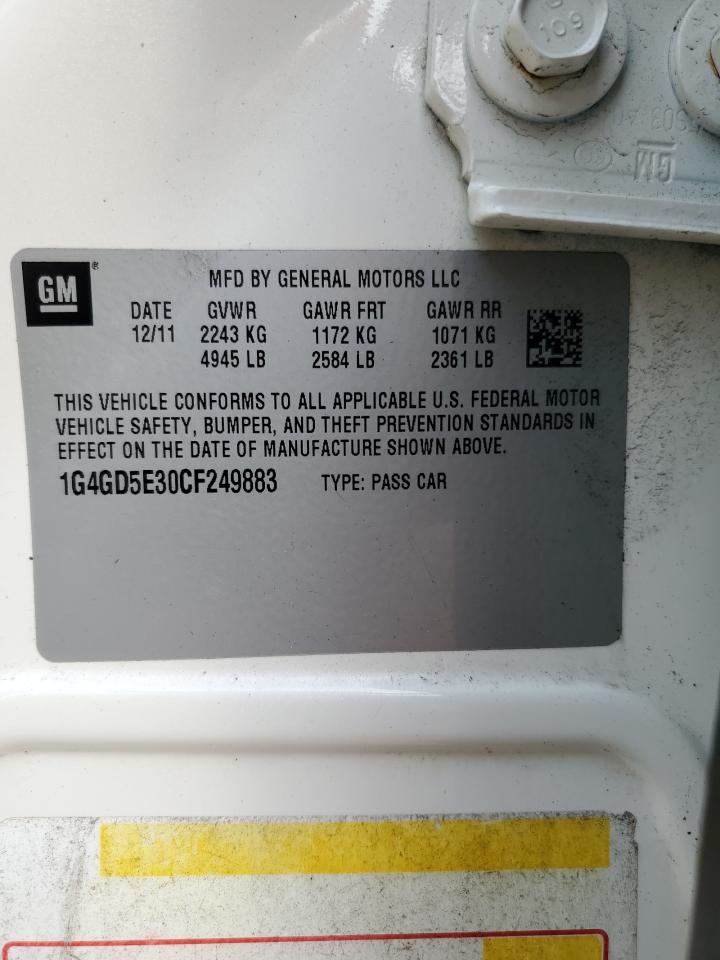 109
GM
GM®
MFD BY GENERAL MOTORS LLC
DATE GVWR GAWR FRT GAWR RR
12/11 2243 KG 1172 KG 1071 KG
4945 LB 2584 LB 2361 LB
THIS VEHICLE CONFORMS TO ALL APPLICABLE U.S. FEDERAL MOTOR
VEHICLE SAFETY, BUMPER, AND THEFT PREVENTION STANDARDS IN
EFFECT ON THE DATE OF MANUFACTURE SHOWN ABOVE.
1G4GD5E30CF249883 TYPE: PASS CAR